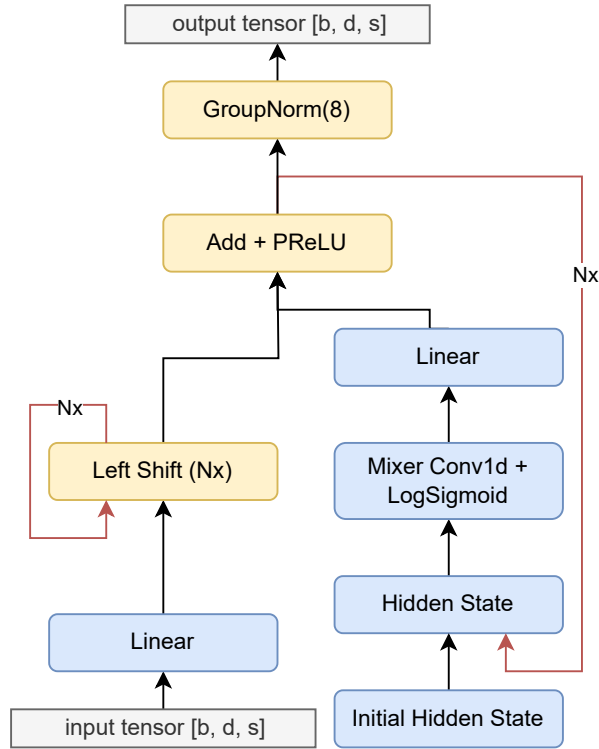 output tensor [b, d, s]
GroupNorm(8)
Add + PReLU
Nx
Linear
Nx
Left Shift (Nx)
Mixer Conv1d +
LogSigmoid
Hidden State
Linear
input tensor [b, d, s]
Initial Hidden State